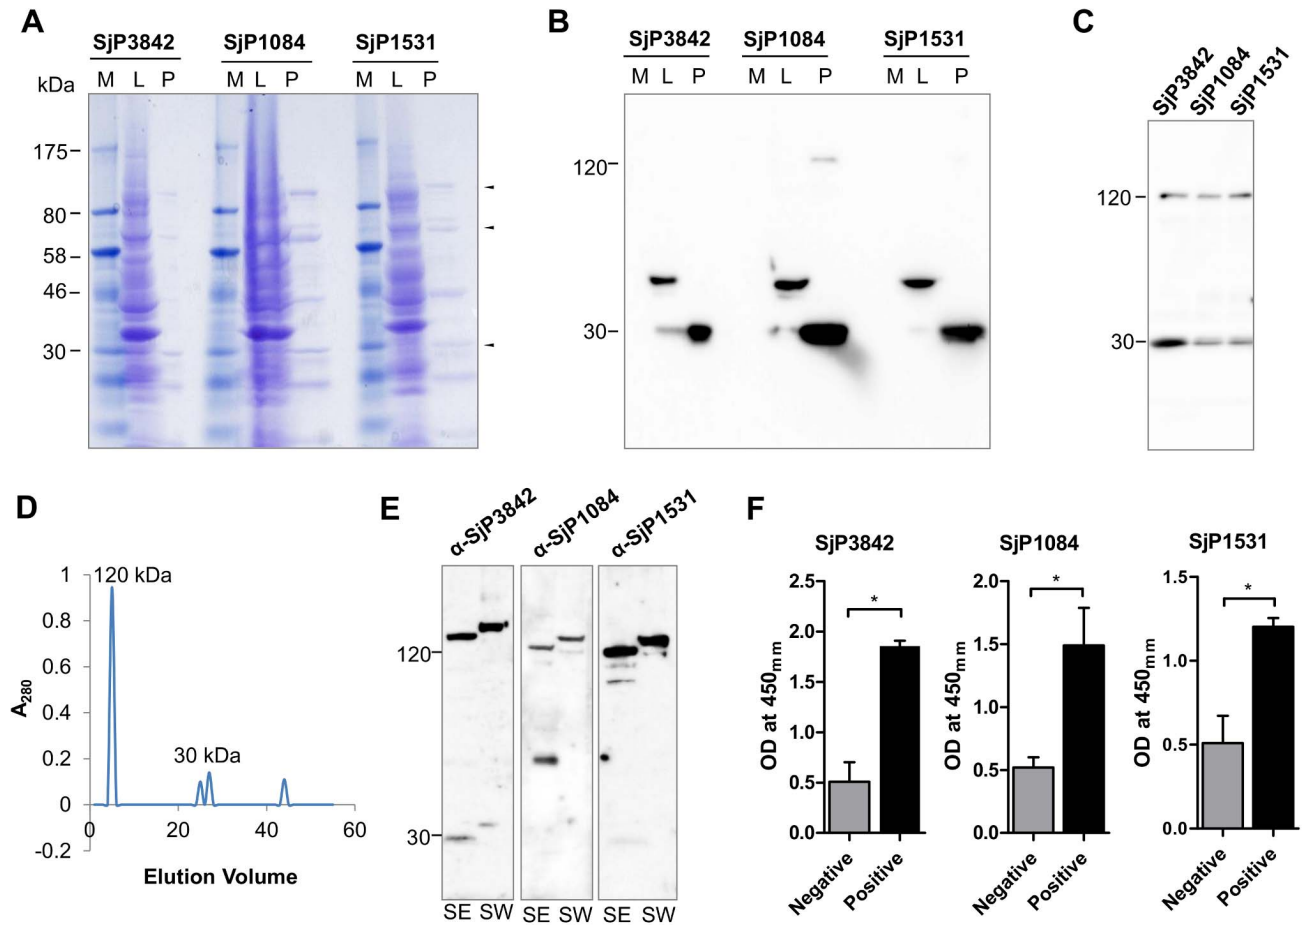 A
SjP3842 SjP1084 SjP1531
M L P M L P M L P
kDa
175
80
58
46
30
B
SjP3842 SjP1084 SjP1531
M L P M L P M L P
120
30
C
SjP3842 SjP1084 SjP1531
120
30
D
1
0.8
0.6
0.4
0.2
0
-0.2
A280
120 kDa
30 kDa
0 20 40 60
Elution Volume
E
α-SjP3842 α-SjP1084 α-SjP1531
120
30
SE SW SE SW SE SW
F
SjP3842
OD at 450mm
2.5
2.0
1.5
1.0
0.5
0.0
*
Negative Positive
SjP1084
OD at 450mm
2.0
1.5
1.0
0.5
0.0
*
Negative Positive
SjP1531
OD at 450mm
1.5
1.0
0.5
0.0
*
Negative Positive